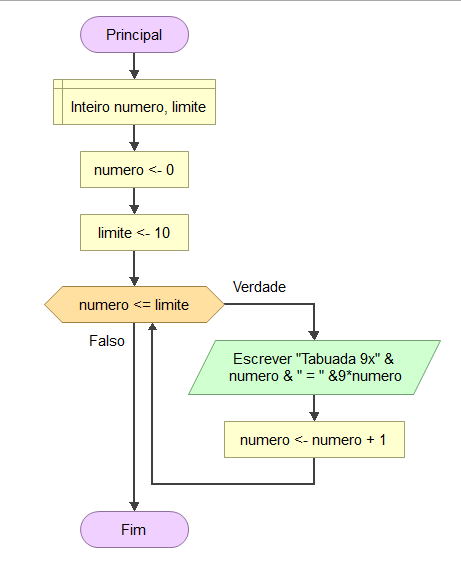 Principal
Inteiro numero, limite
numero <- 0
limite <- 10
numero <= limite
Verdade
Falso
Escrever "Tabuada 9x" &
numero & " = " &9*numero
numero <- numero + 1
Fim